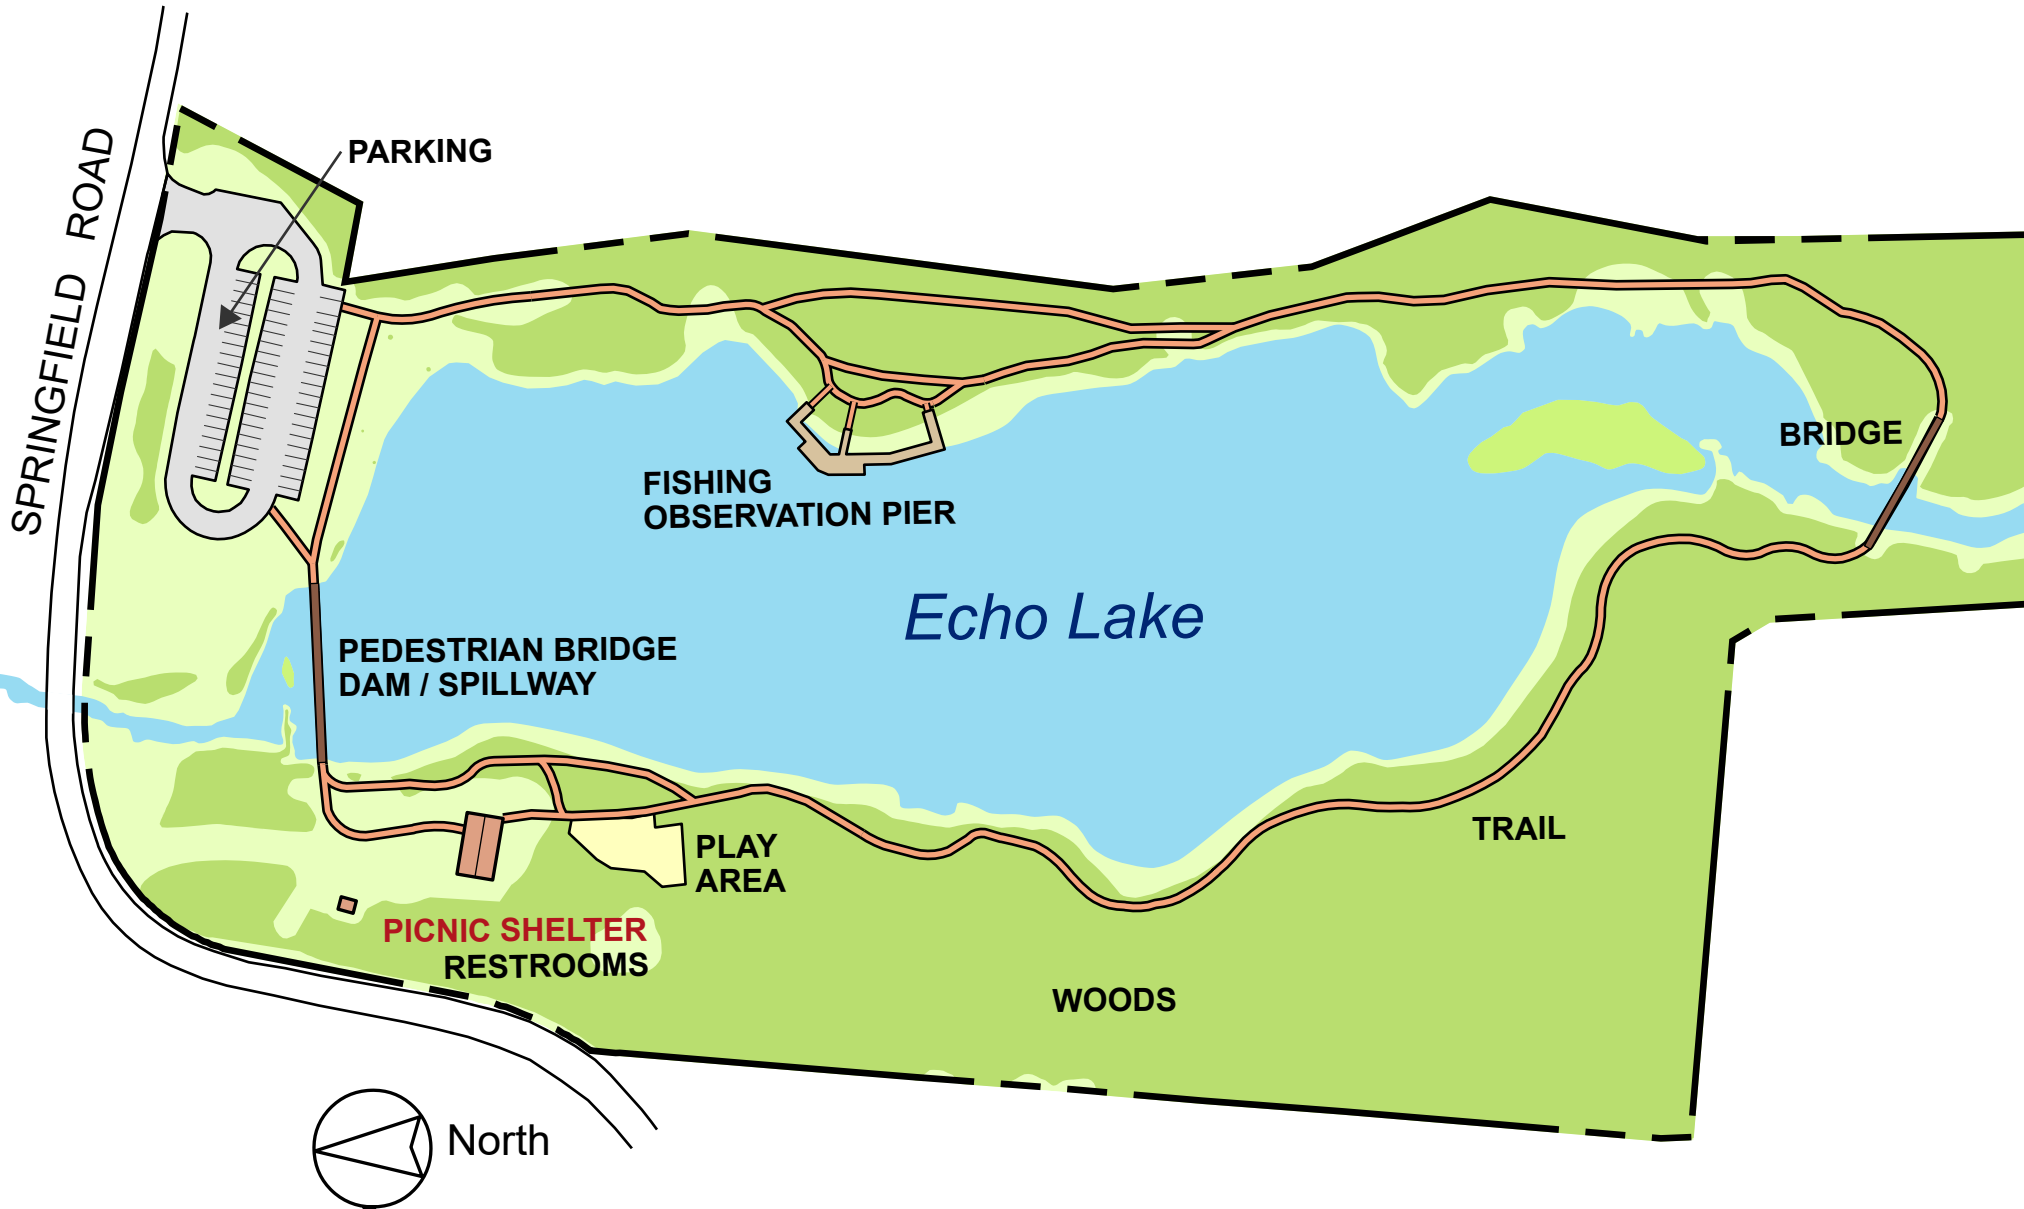 PARKING
SPRINGFIELD ROAD
BRIDGE
FISHING
OBSERVATION PIER
Echo Lake
PEDESTRIAN BRIDGE
DAM / SPILLWAY
TRAIL
PLAY
AREA
PICNIC SHELTER
RESTROOMS
WOODS
North